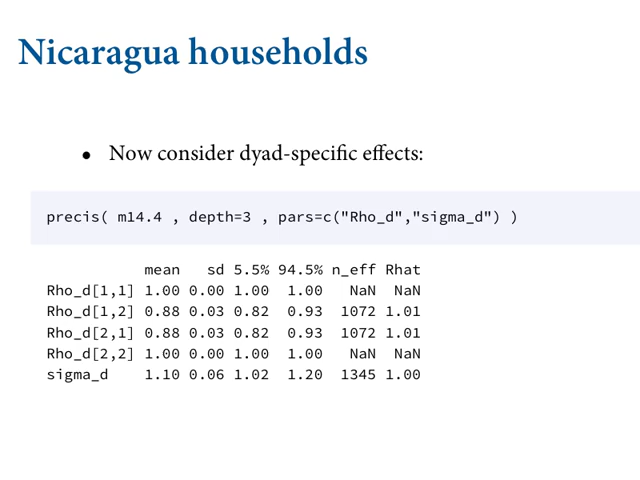 Nicaragua households
• Now consider dyad-specific effects:
precis( m14.4 , depth=3 , pars=c("Rho_d","sigma_d") )
mean sd 5.5% 94.5% n_eff Rhat
Rho_d[1,1] 1.00 0.00 1.00 1.00 NaN NaN
Rho_d[1,2] 0.88 0.03 0.82 0.93 1072 1.01
Rho_d[2,1] 0.88 0.03 0.82 0.93 1072 1.01
Rho_d[2,2] 1.00 0.00 1.00 1.00 NaN NaN
sigma_d 1.10 0.06 1.02 1.20 1345 1.00